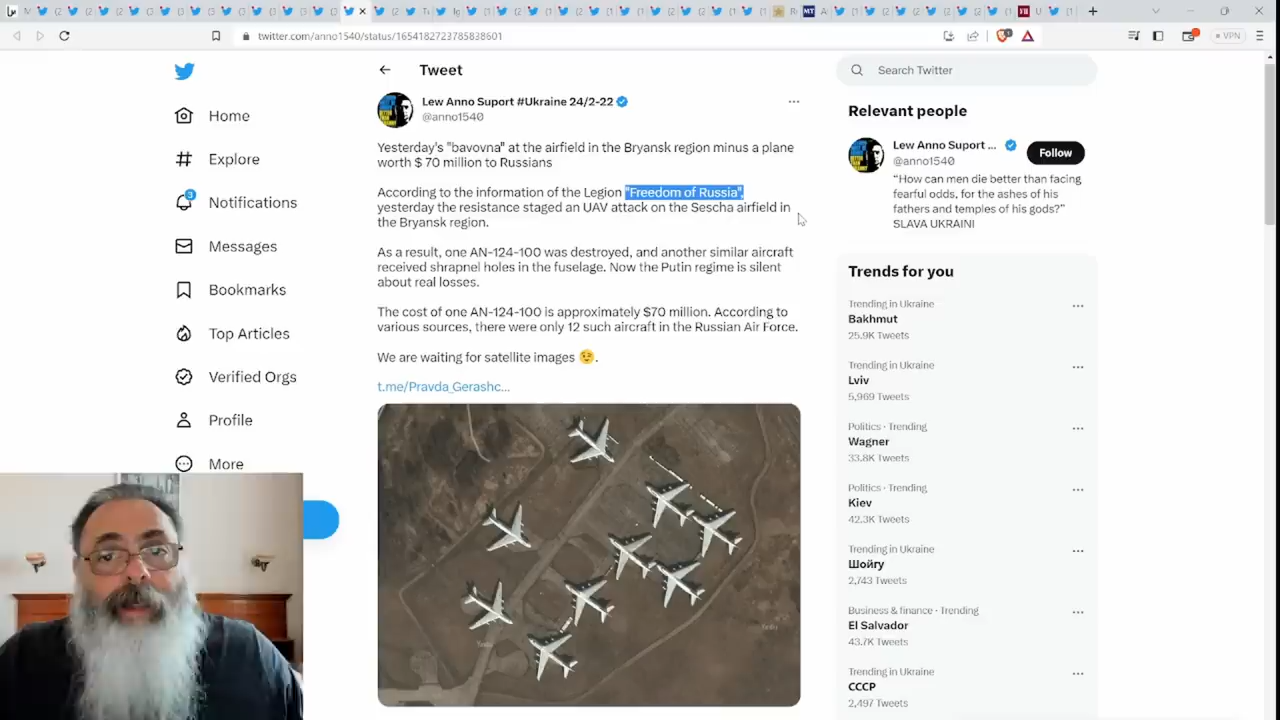 twitter.com/anno1540/status/1654182723785838601
VPN
Home
Explore
3
Notifications
Messages
Bookmarks
Top Articles
Verified Orgs
Profile
More
Tweet
Lew Anno Suport #Ukraine 24/2-22
@anno1540
Yesterday's "bavovna" at the airfield in the Bryansk region minus a plane
worth $ 70 million to Russians
According to the information of the Legion "Freedom of Russia",
yesterday the resistance staged an UAV attack on the Sescha airfield in
the Bryansk region.
As a result, one AN-124-100 was destroyed, and another similar aircraft
received shrapnel holes in the fuselage. Now the Putin regime is silent
about real losses.
The cost of one AN-124-100 is approximately $70 million. According to
various sources, there were only 12 such aircraft in the Russian Air Force.
We are waiting for satellite images 😉.
t.me/Pravda_Gerashc...
Search Twitter
Relevant people
Lew Anno Suport ...
@anno1540
Follow
"How can men die better than facing
fearful odds, for the ashes of his
fathers and temples of his gods?"
SLAVA UKRAINI
Trends for you
Trending in Ukraine
Bakhmut
25.9K Tweets
Trending in Ukraine
Lviv
5,969 Tweets
Politics · Trending
Wagner
33.8K Tweets
Politics · Trending
Kiev
42.3K Tweets
Trending in Ukraine
Шойгу
2,743 Tweets
Business & finance · Trending
El Salvador
43.7K Tweets
Trending in Ukraine
СССР
2,497 Tweets